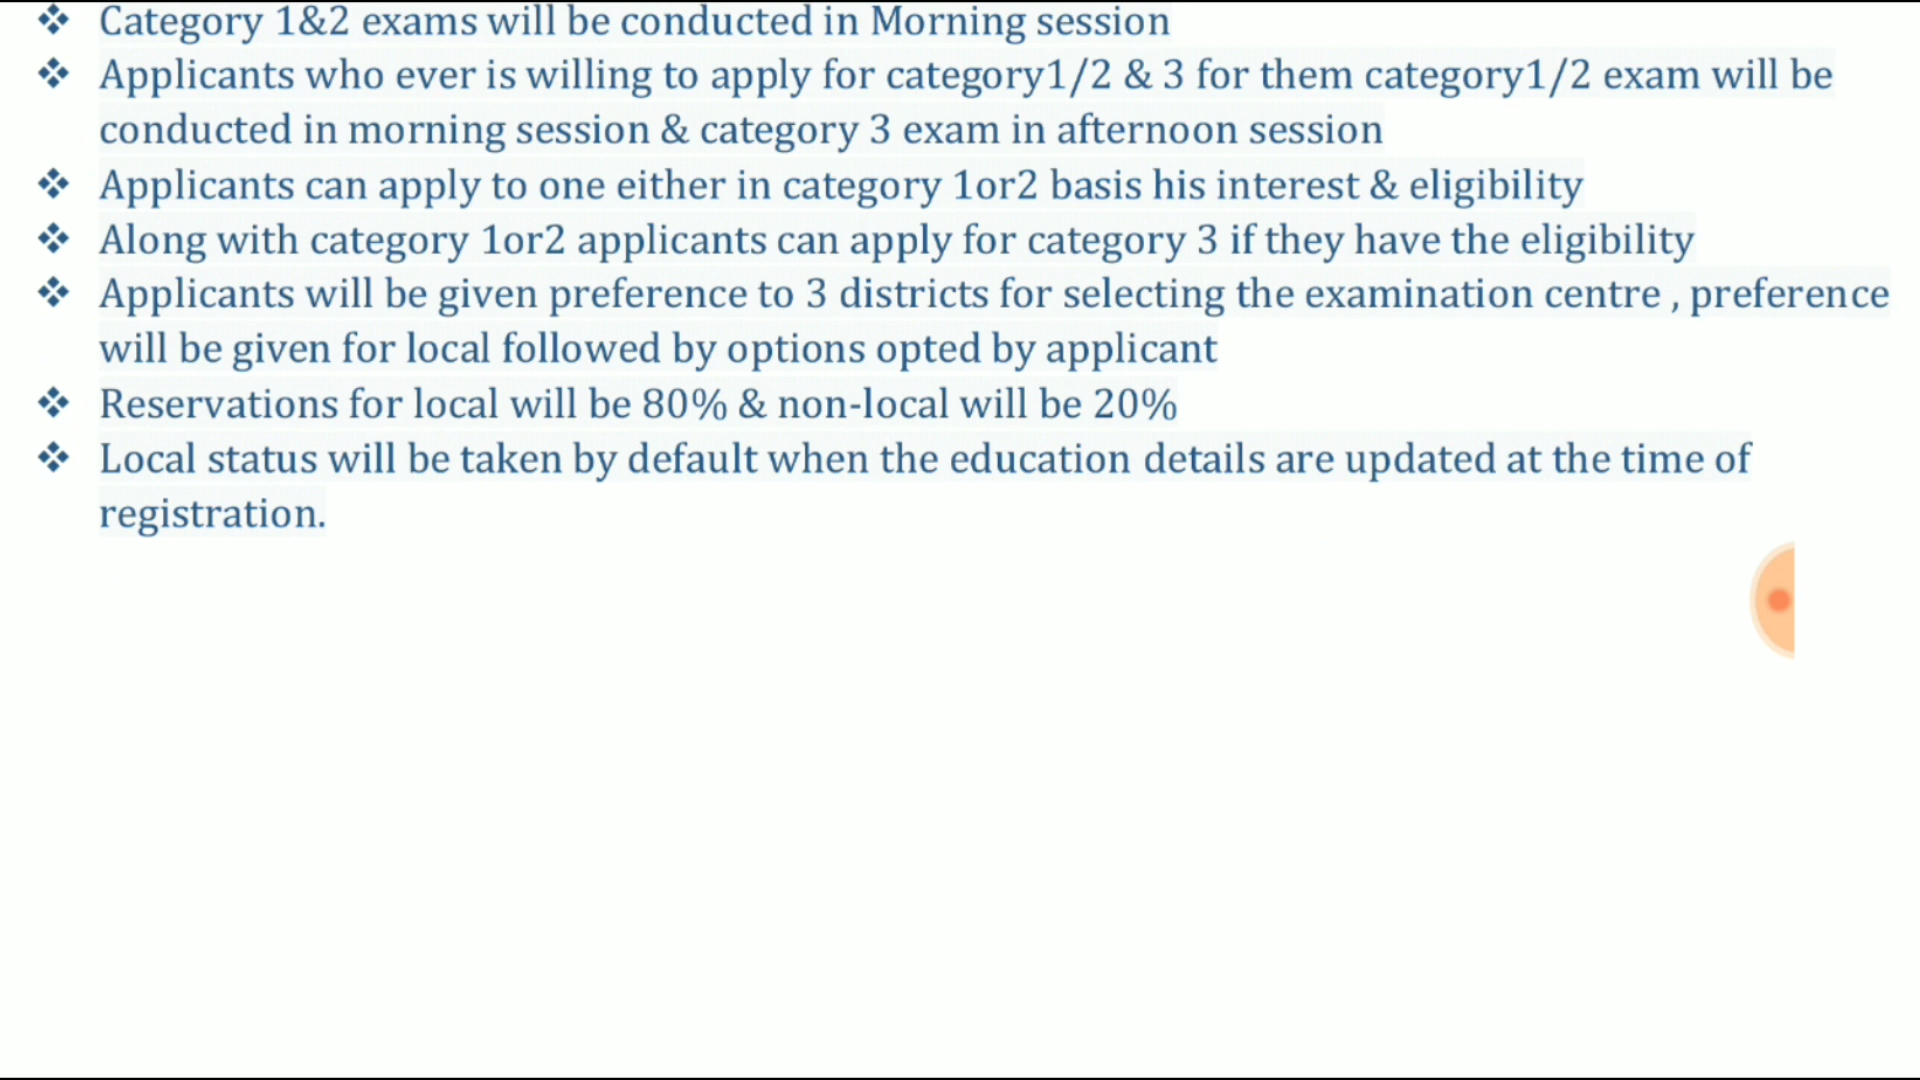 ❖ Category 1&2 exams will be conducted in Morning session
❖ Applicants who ever is willing to apply for category1/2 & 3 for them category1/2 exam will be
conducted in morning session & category 3 exam in afternoon session
❖ Applicants can apply to one either in category 1or2 basis his interest & eligibility
❖ Along with category 1or2 applicants can apply for category 3 if they have the eligibility
❖ Applicants will be given preference to 3 districts for selecting the examination centre , preference
will be given for local followed by options opted by applicant
❖ Reservations for local will be 80% & non-local will be 20%
❖ Local status will be taken by default when the education details are updated at the time of
registration.